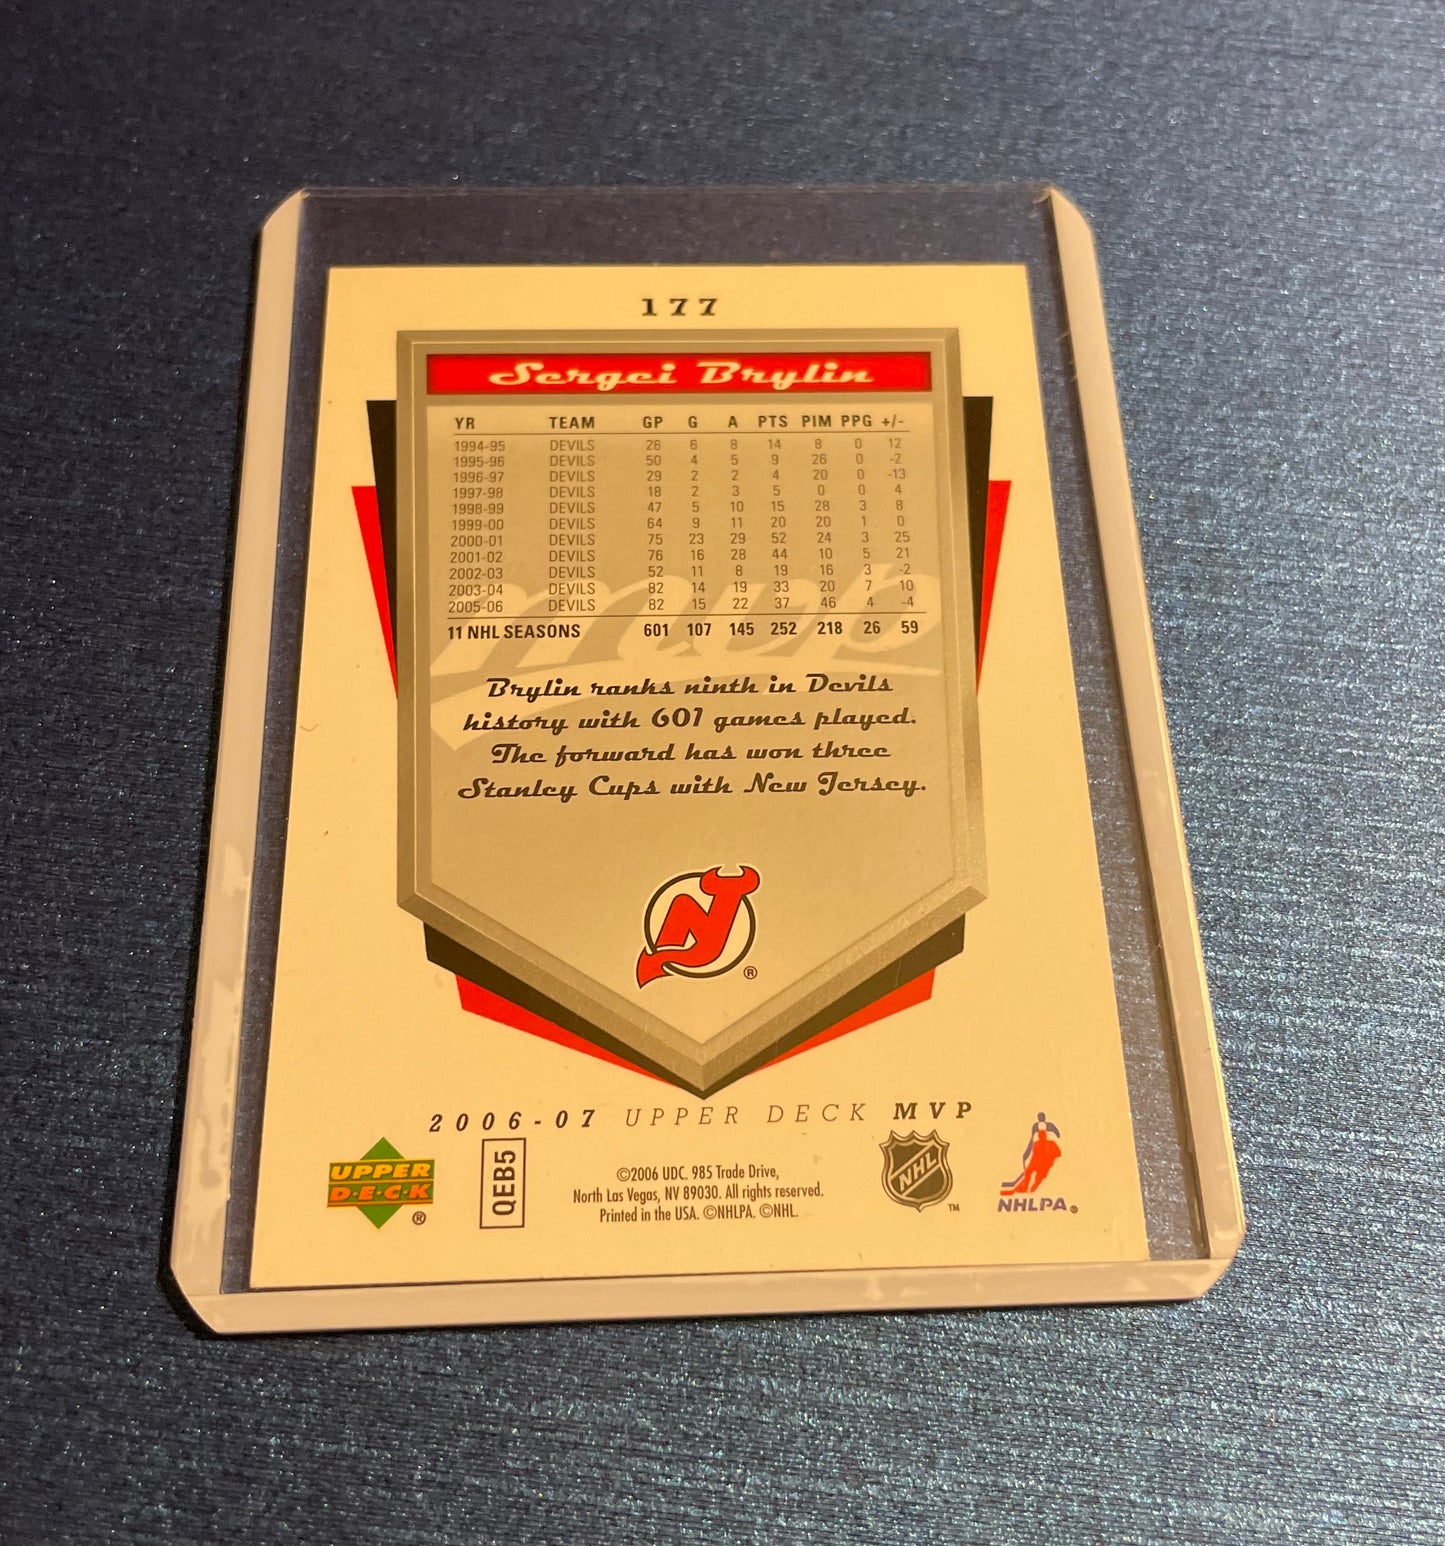 177
Sergei Brylin
YR TEAM GP G A PTS PIM PPG +/-
1994-95 DEVILS 26 6 8 14 8 0 12
1995-96 DEVILS 50 4 5 9 26 0 -2
1996-97 DEVILS 29 2 2 4 20 0 -13
1997-98 DEVILS 18 2 3 5 0 0 4
1998-99 DEVILS 47 5 10 15 28 3 8
1999-00 DEVILS 64 9 11 20 20 1 0
2000-01 DEVILS 75 23 29 52 24 3 25
2001-02 DEVILS 76 16 28 44 10 5 21
2002-03 DEVILS 52 11 8 19 16 3 -2
2003-04 DEVILS 82 14 19 33 20 7 10
2005-06 DEVILS 82 15 22 37 46 4 -4
11 NHL SEASONS 601 107 145 252 218 26 59
mvp
Brylin ranks ninth in Devils
history with 601 games played.
The forward has won three
Stanley Cups with New Jersey.
NJ ®
2006-07 UPPER DECK MVP
UPPER
D·E·C·K ®
QEB5
©2006 UDC. 985 Trade Drive,
North Las Vegas, NV 89030. All rights reserved.
Printed in the USA. ©NHLPA. ©NHL.
NHL ™
NHLPA®